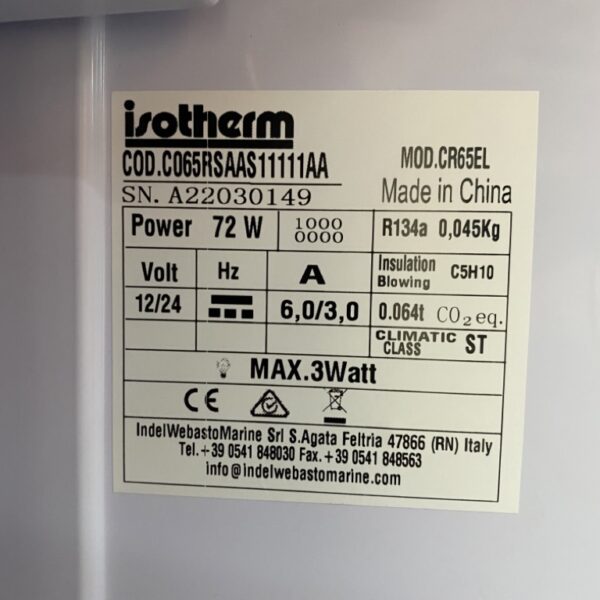 isotherm
COD.C065RSAAS11111AA MOD.CR65EL
SN. A22030149 Made in China
Power 72 W 1000 R134a 0,045Kg
0000
Volt Hz A Insulation C5H10
Blowing
12/24 6,0/3,0 0.064t CO₂eq.
CLIMATIC ST
CLASS
MAX.3Watt
CE
IndelWebastoMarine Srl S.Agata Feltria 47866 (RN) Italy
Tel.+39 0541 848030 Fax.+39 0541 848563
info@indelwebastomarine.com